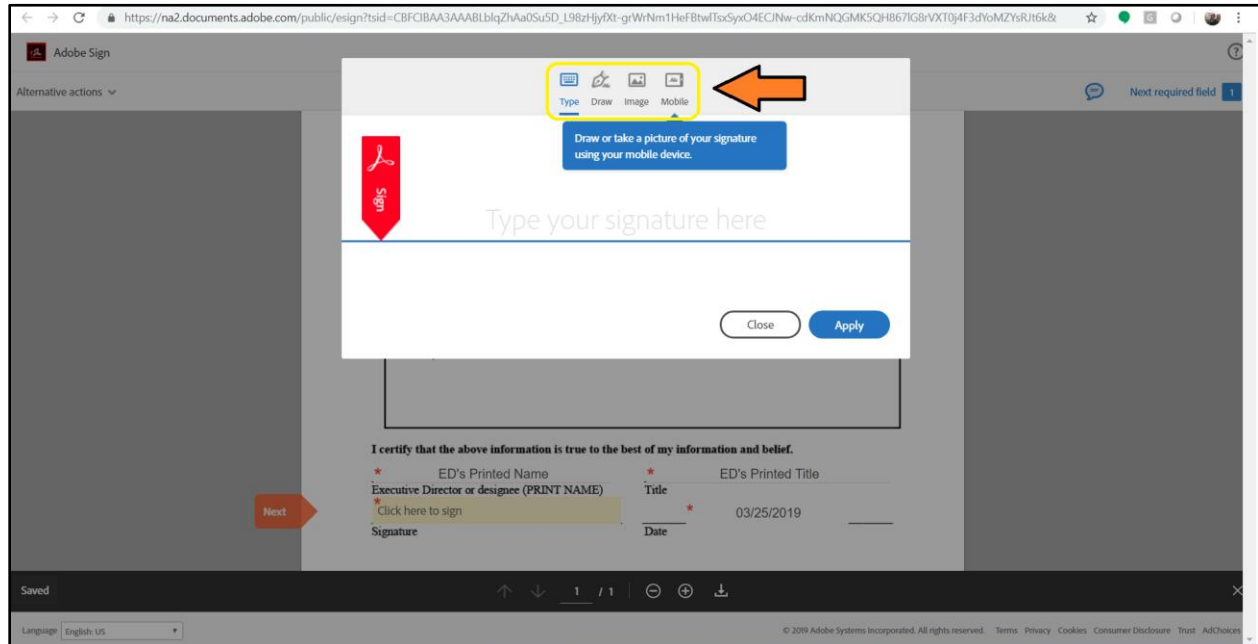 https://na2.documents.adobe.com/public/esign?tsid=CBFCIBAA3AAABLblqZhAa0Su5D_L98zHjyfXt-grWrNm1HeFBtwlTsxSyxO4ECJNw-cdKmNQGMK5QH867lG8rVXT0j4F3dYoMZYsRJt6k&
Adobe Sign
Alternative actions
Next required field 1
Type Draw Image Mobile
Draw or take a picture of your signature
using your mobile device.
Sign
Type your signature here
Close Apply
I certify that the above information is true to the best of my information and belief.
* ED's Printed Name * ED's Printed Title
Executive Director or designee (PRINT NAME) Title
Next
* Click here to sign * 03/25/2019
Signature Date
Saved 1 / 1
Language English: US © 2019 Adobe Systems Incorporated. All rights reserved. Terms Privacy Cookies Consumer Disclosure Trust AdChoices